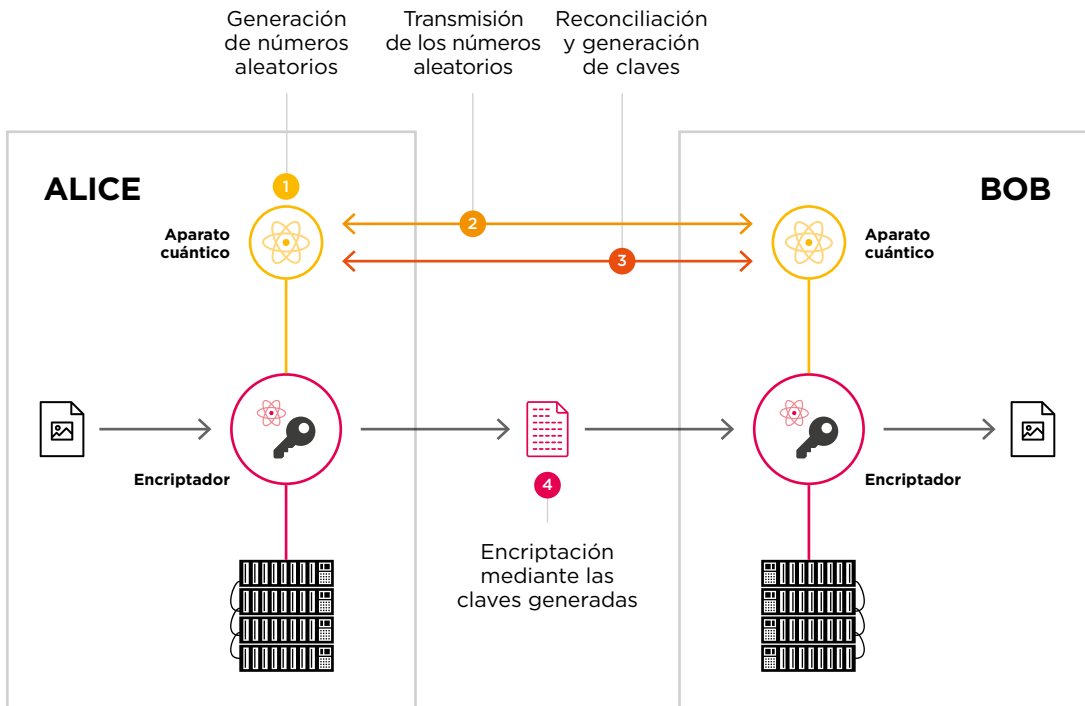 Generación
de números
aleatorios
Transmisión
de los números
aleatorios
Reconciliación
y generación
de claves
ALICE
BOB
1
2
3
Aparato
cuántico
Aparato
cuántico
Encriptador
Encriptador
4
Encriptación
mediante las
claves generadas